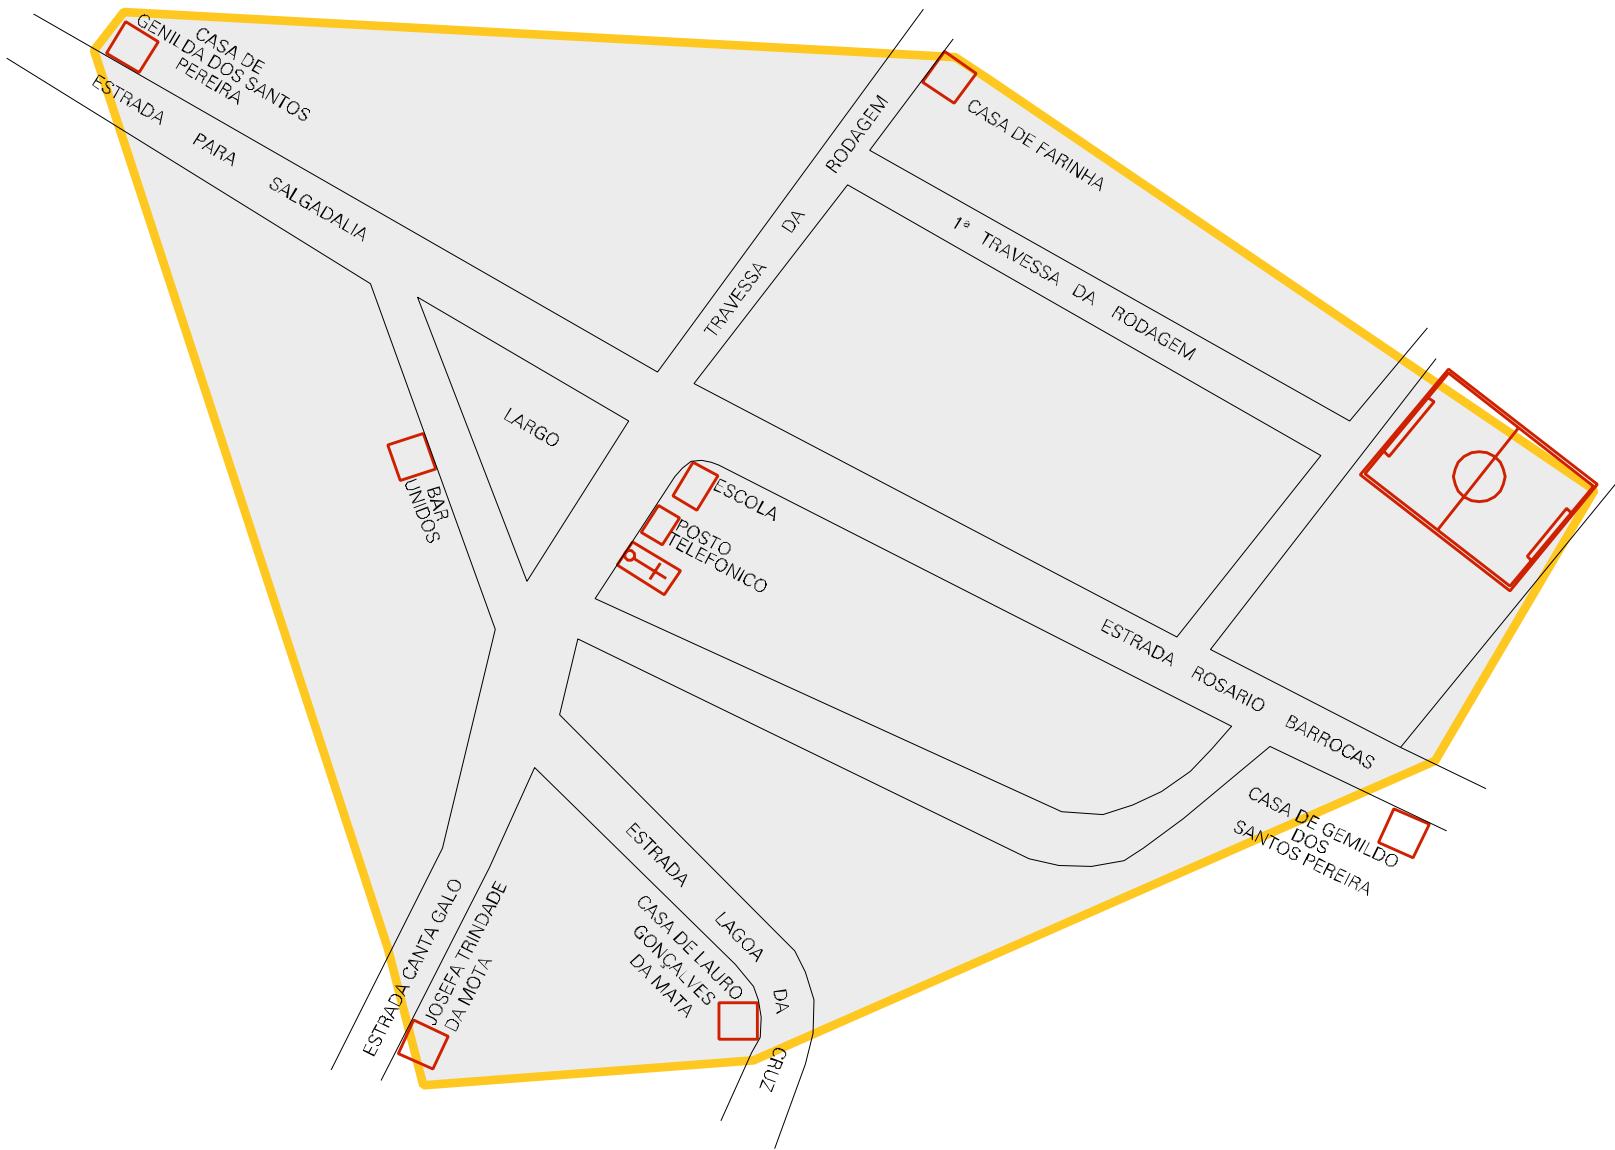 CASA DE
GENILDA DOS SANTOS
PEREIRA
ESTRADA PARA SALGADALIA
TRAVESSA DA RODAGEM
CASA DE FARINHA
1ª TRAVESSA DA RODAGEM
LARGO
BAR
UNIDOS
ESCOLA
POSTO
TELEFONICO
ESTRADA ROSARIO BARROCAS
CASA DE GEMILDO
DOS
SANTOS PEREIRA
ESTRADA LAGOA DA CRUZ
CASA DE LAURO
GONÇALVES
DA MATA
ESTRADA CANTA GALO
JOSEFA TRINDADE
DA MOTA